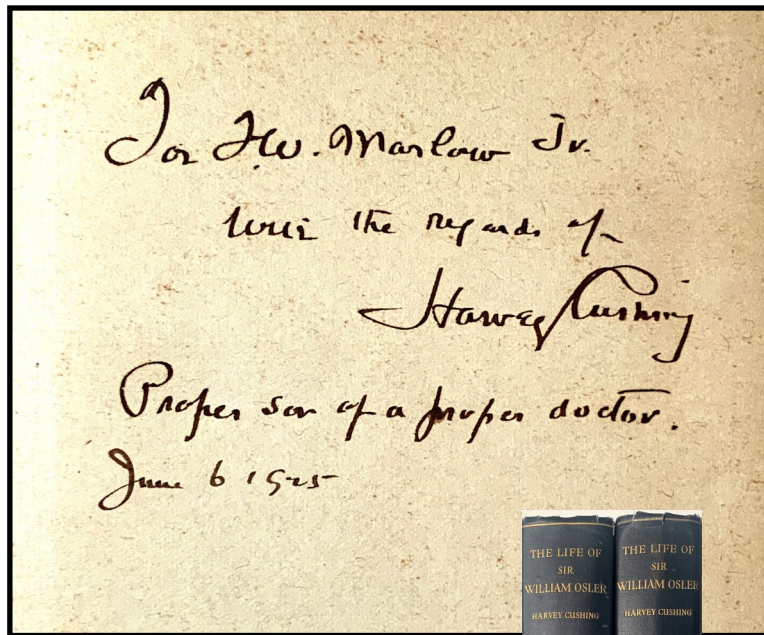 For F.W. Marlow Jr.
With the regards of
Harvey Cushing
Proper son of a proper doctor.
June 6 1925
THE LIFE OF
SIR
WILLIAM OSLER
HARVEY CUSHING
THE LIFE OF
SIR
WILLIAM OSLER
HARVEY CUSHING